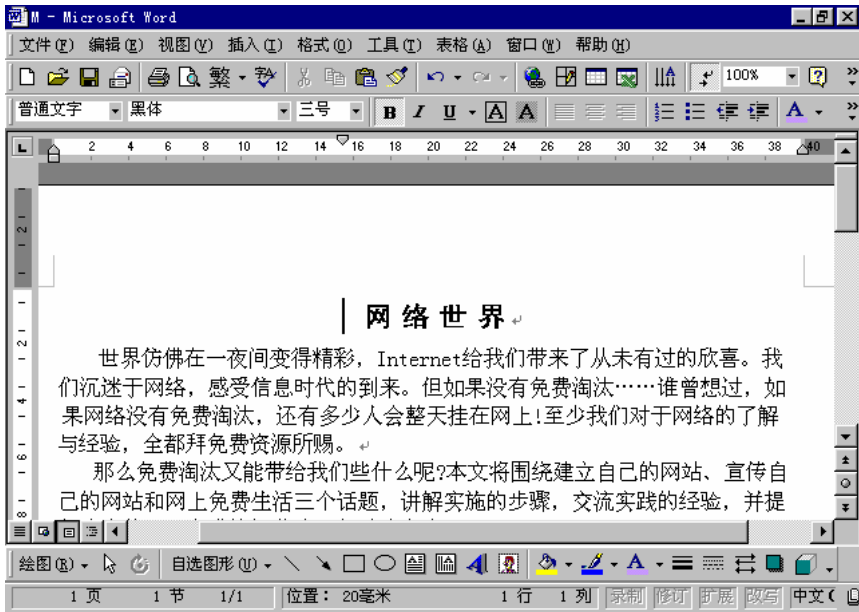 M - Microsoft Word
文件(F) 编辑(E) 视图(V) 插入(I) 格式(O) 工具(T) 表格(A) 窗口(W) 帮助(H)
繁 100%
普通文字 黑体 三号 B I U A A A
2 4 6 8 10 12 14 16 18 20 22 24 26 28 30 32 34 36 38 40
网络世界
世界仿佛在一夜间变得精彩，Internet给我们带来了从未有过的欣喜。我
们沉迷于网络，感受信息时代的到来。但如果没有免费淘汰……谁曾想过，如
果网络没有免费淘汰，还有多少人会整天挂在网上!至少我们对于网络的了解
与经验，全都拜免费资源所赐。
那么免费淘汰又能带给我们些什么呢?本文将围绕建立自己的网站、宣传自
己的网站和网上免费生活三个话题，讲解实施的步骤，交流实践的经验，并提
绘图(R) 自选图形(U)
1 页 1 节 1/1 位置： 20毫米 1 行 1 列 录制 修订 扩展 改写 中文(